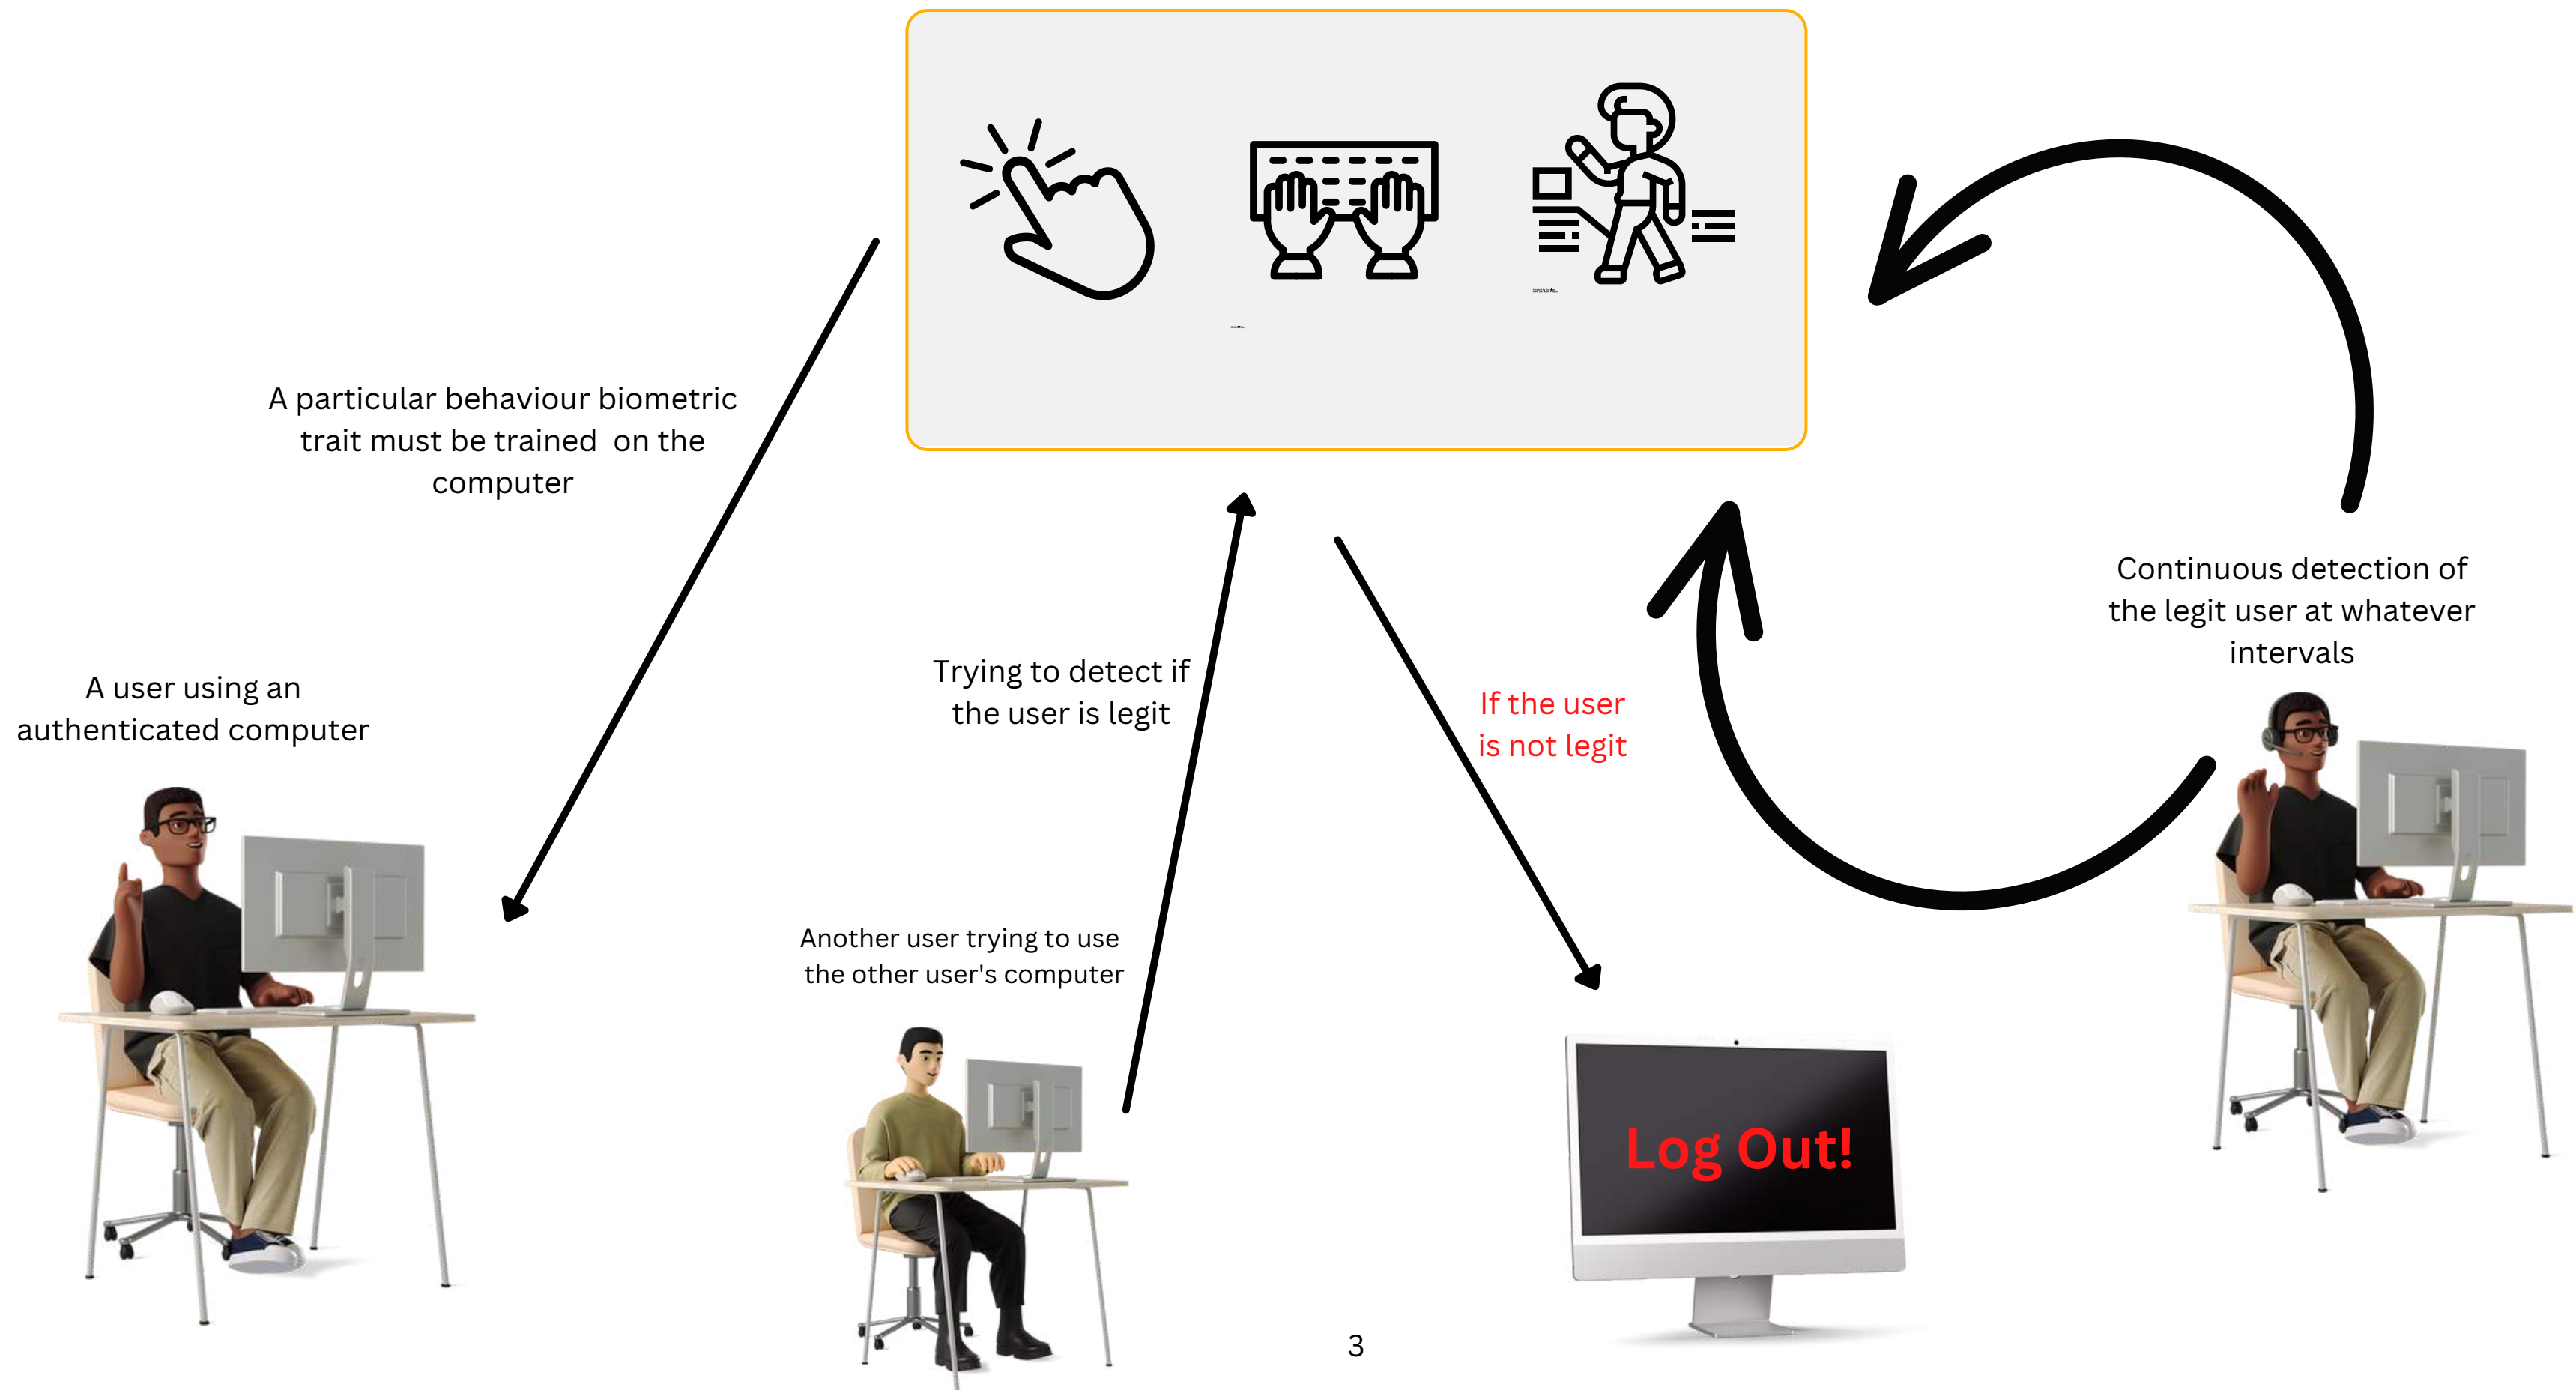 A particular behaviour biometric
trait must be trained on the
computer
A user using an
authenticated computer
Trying to detect if
the user is legit
Another user trying to use
the other user's computer
If the user
is not legit
Log Out!
Continuous detection of
the legit user at whatever
intervals
3